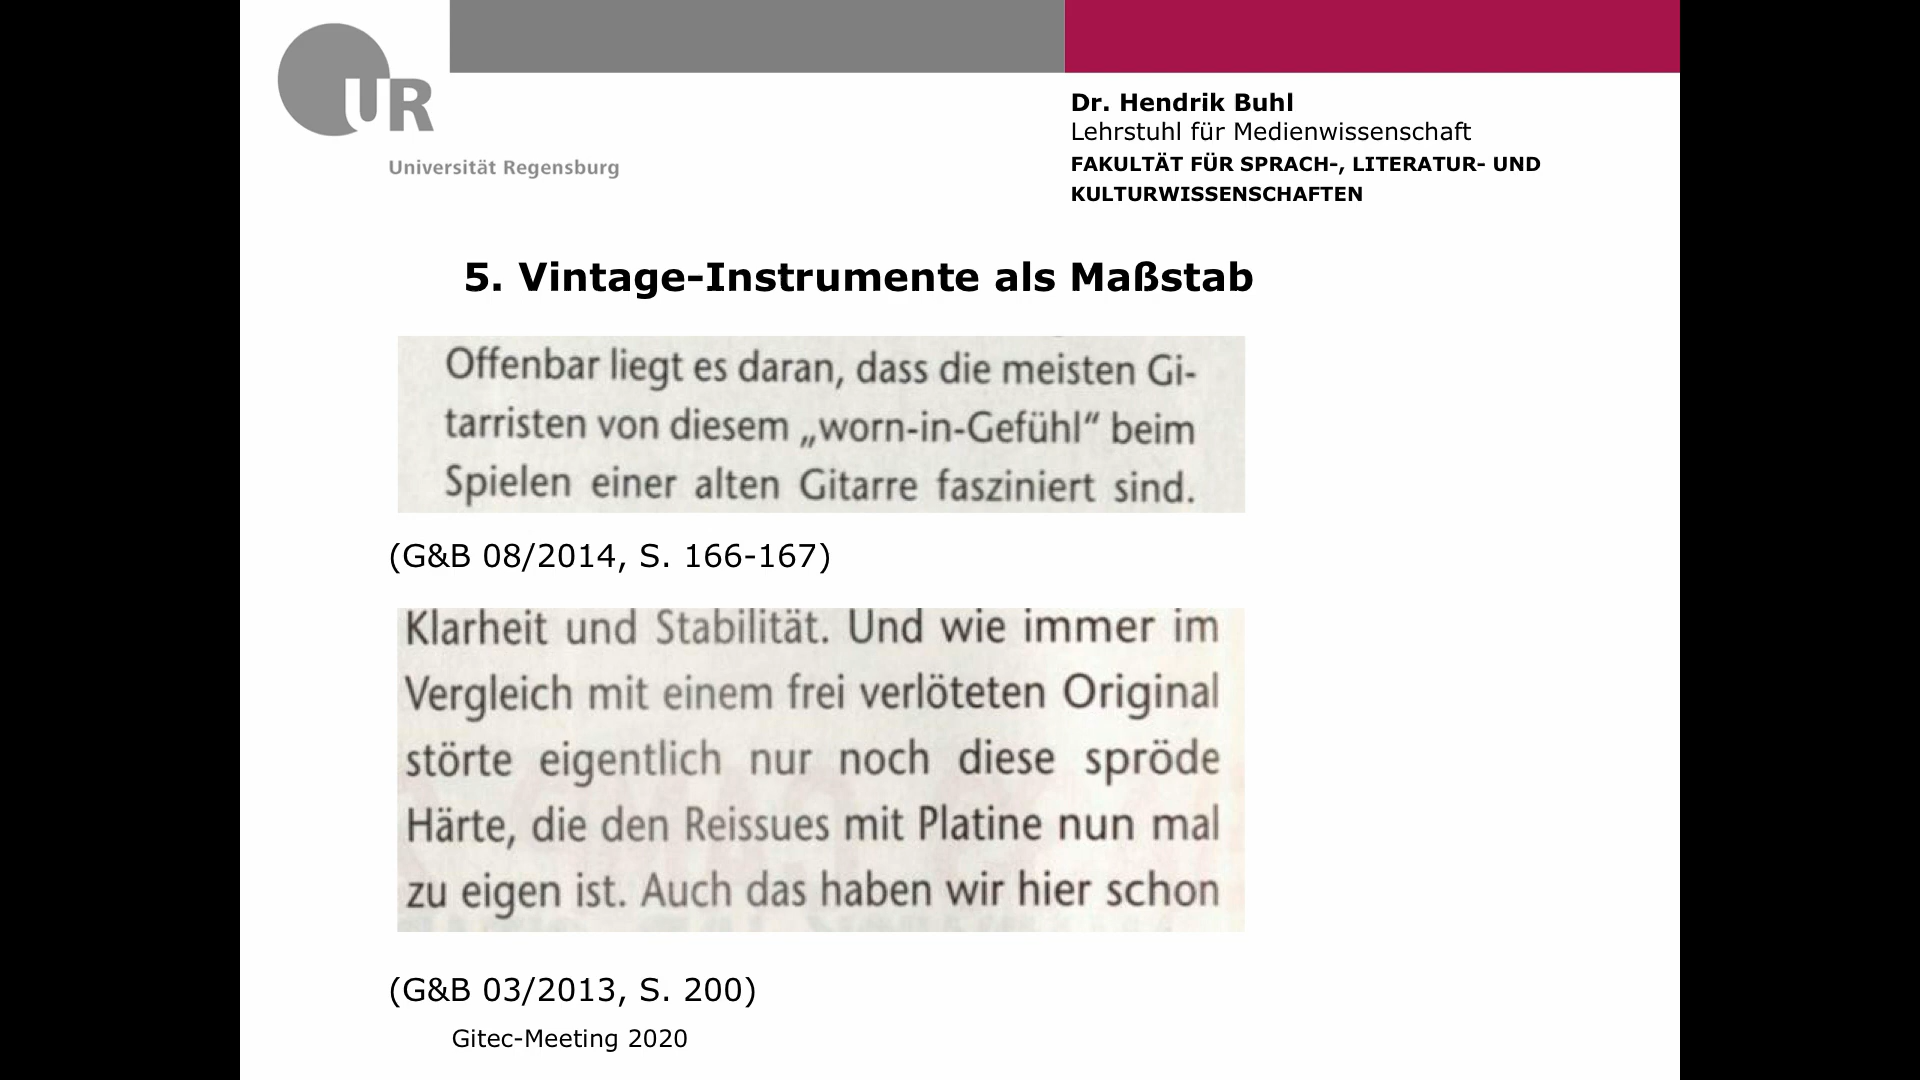 UR
Universität Regensburg
Dr. Hendrik Buhl
Lehrstuhl für Medienwissenschaft
FAKULTÄT FÜR SPRACH-, LITERATUR- UND
KULTURWISSENSCHAFTEN
5. Vintage-Instrumente als Maßstab
Offenbar liegt es daran, dass die meisten Gi-
tarristen von diesem „worn-in-Gefühl“ beim
Spielen einer alten Gitarre fasziniert sind.
(G&B 08/2014, S. 166-167)
Klarheit und Stabilität. Und wie immer im
Vergleich mit einem frei verlöteten Original
störte eigentlich nur noch diese spröde
Härte, die den Reissues mit Platine nun mal
zu eigen ist. Auch das haben wir hier schon
(G&B 03/2013, S. 200)
Gitec-Meeting 2020